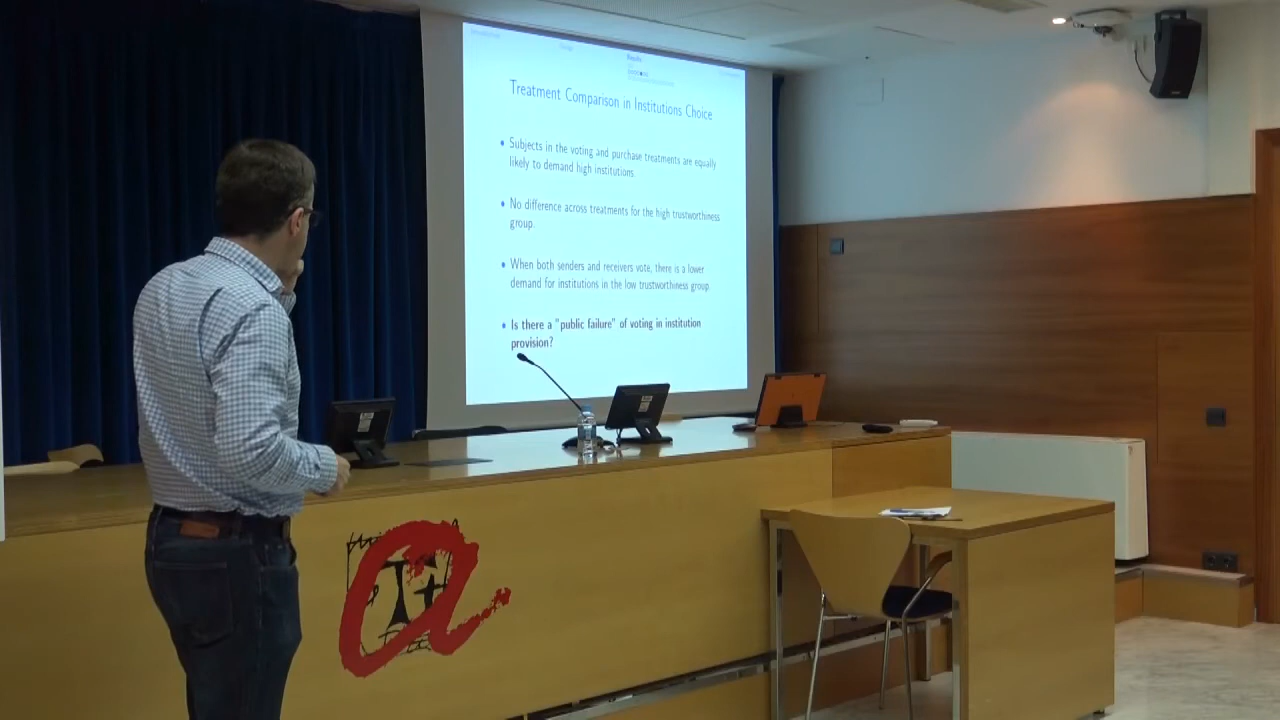 Results
Treatment Comparison in Institutions Choice
• Subjects in the voting and purchase treatments are equally
likely to demand high institutions.
• No difference across treatments for the high trustworthiness
group.
• When both senders and receivers vote, there is a lower
demand for institutions in the low trustworthiness group.
• Is there a "public failure" of voting in institution
provision?